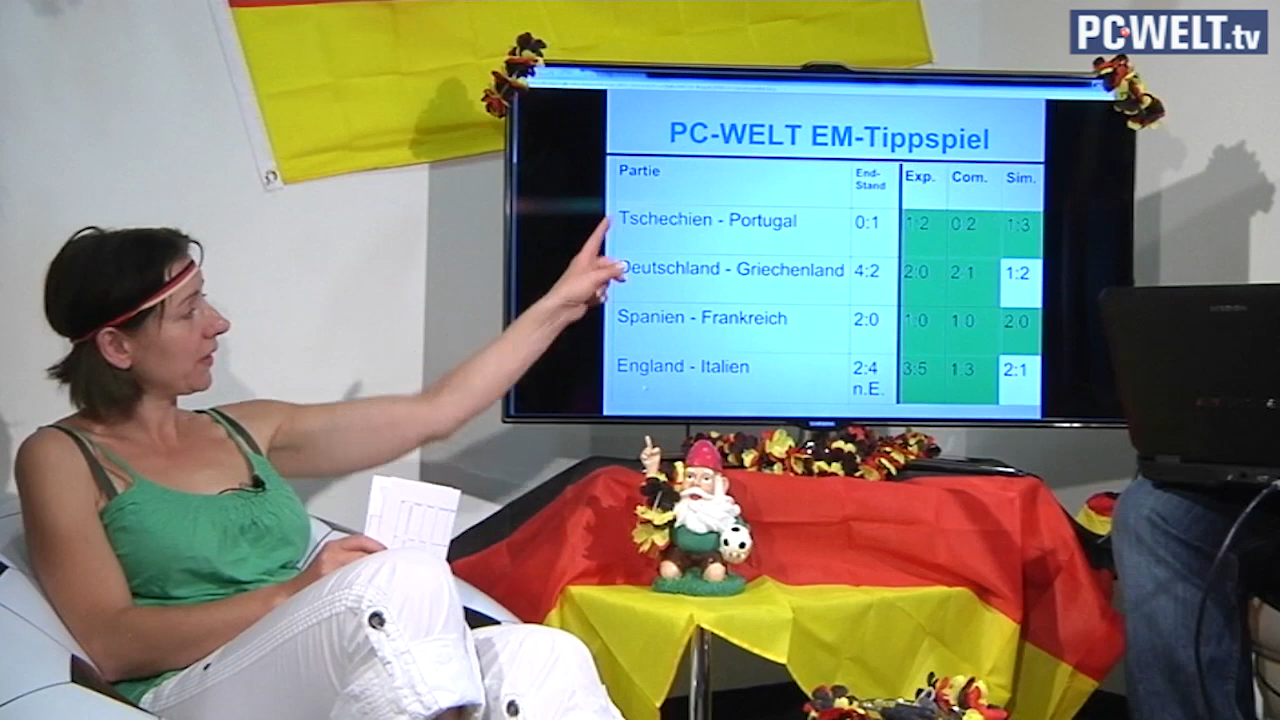 PC-WELT.tv
PC-WELT EM-Tippspiel
Partie End-Stand Exp. Com. Sim.
Tschechien - Portugal 0:1 1:2 0:2 1:3
Deutschland - Griechenland 4:2 2:0 2:1 1:2
Spanien - Frankreich 2:0 1:0 1:0 2:0
England - Italien 2:4 n.E. 3:5 1:3 2:1